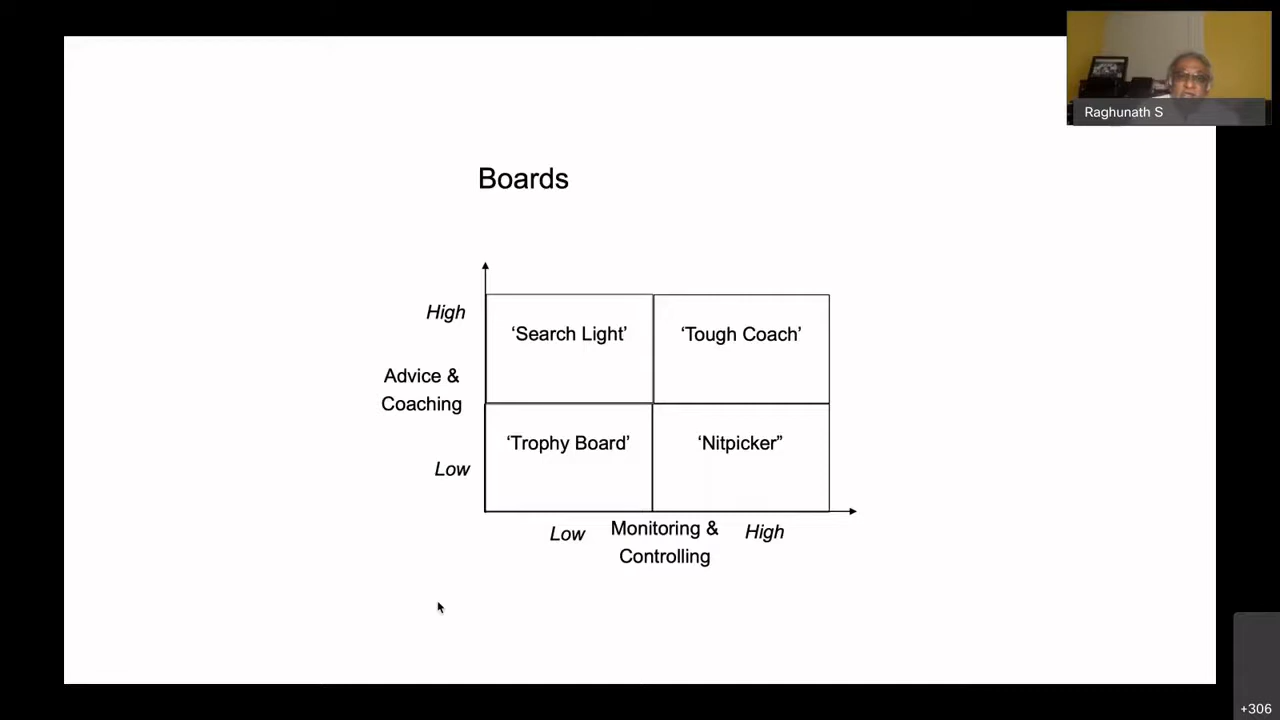 Raghunath S
Boards
High
‘Search Light’
‘Tough Coach’
Advice &
Coaching
‘Trophy Board’
‘Nitpicker”
Low
Low
Monitoring &
Controlling
High
+306